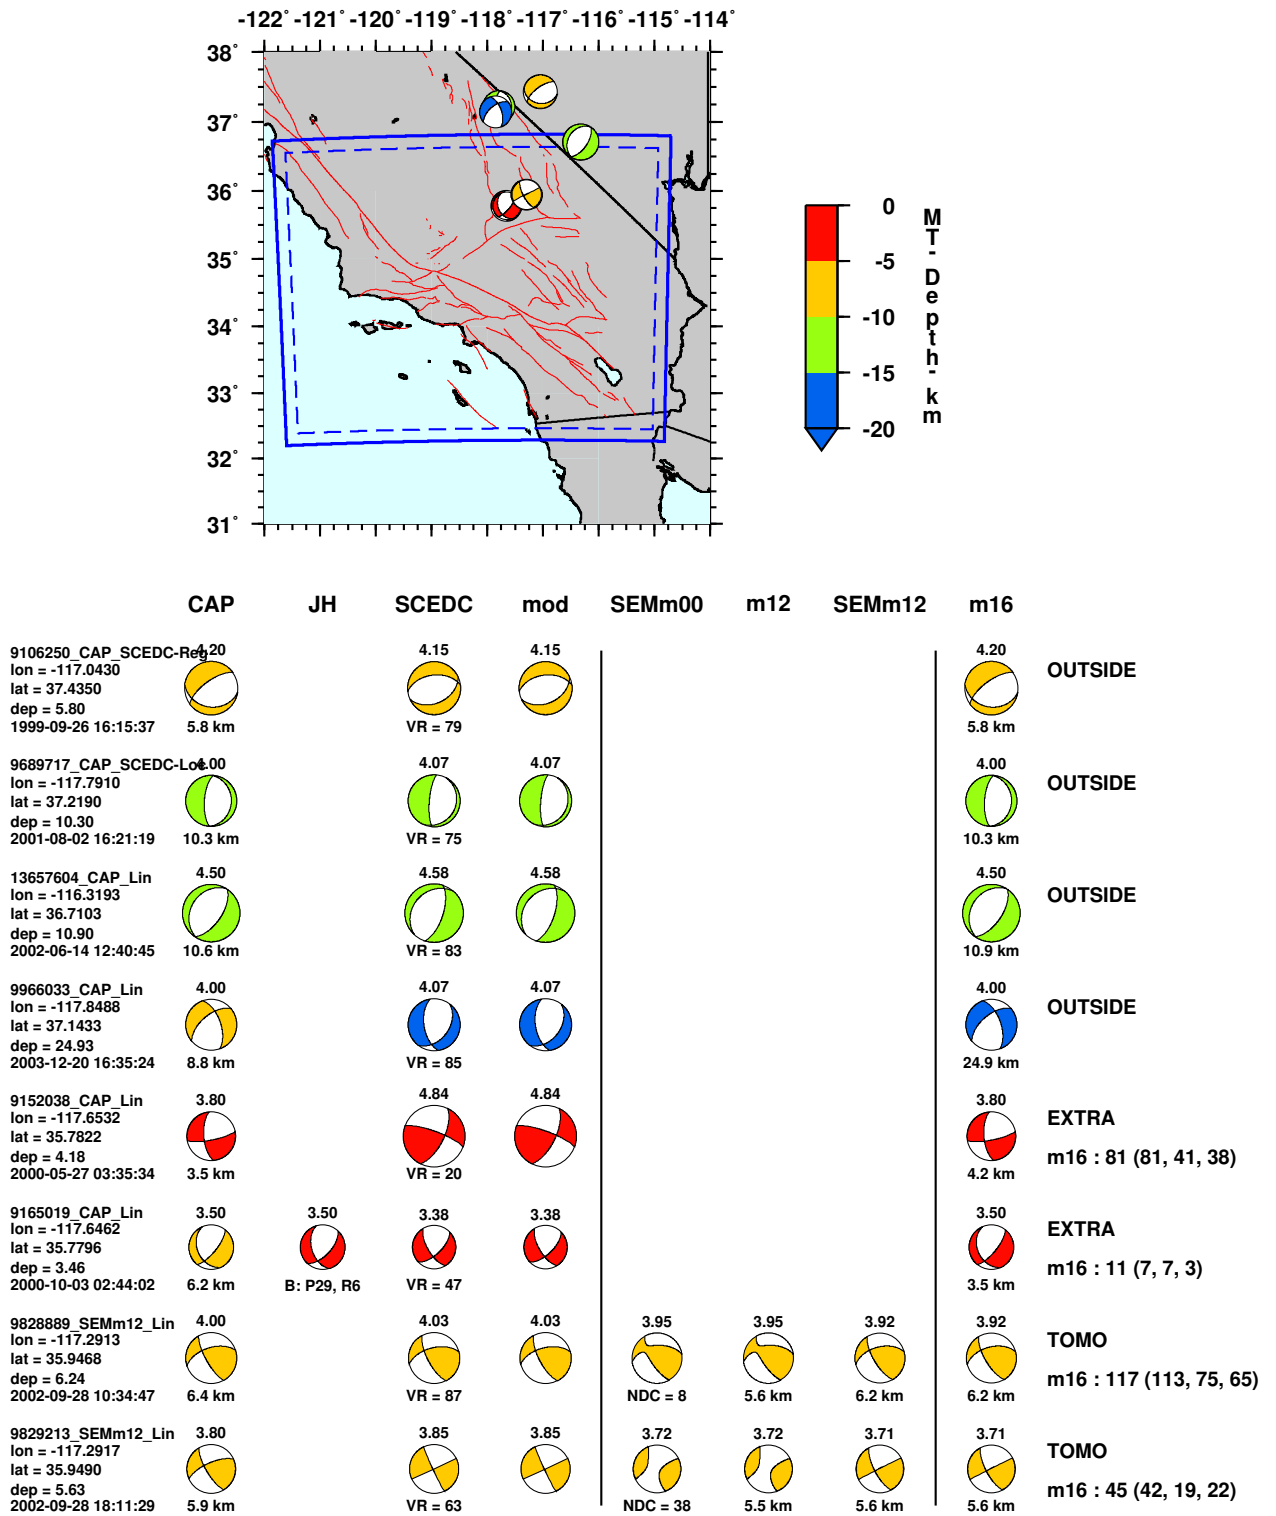 -122° -121° -120° -119° -118° -117° -116° -115° -114°
38°
37°
36°
35°
34°
33°
32°
31°
0
-5
-10
-15
-20
MT- Depth- km
CAP JH SCEDC mod SEMm00 m12 SEMm12 m16
9106250_CAP_SCEDC-Reg
4.20 4.15 4.15 4.20
lon = -117.0430
OUTSIDE
lat = 37.4350
dep = 5.80
1999-09-26 16:15:37 5.8 km VR = 79 5.8 km
9689717_CAP_SCEDC-Loc
4.00 4.07 4.07 4.00
lon = -117.7910
OUTSIDE
lat = 37.2190
dep = 10.30
2001-08-02 16:21:19 10.3 km VR = 75 10.3 km
13657604_CAP_Lin 4.50 4.58 4.58 4.50
lon = -116.3193
OUTSIDE
lat = 36.7103
dep = 10.90
2002-06-14 12:40:45 10.6 km VR = 83 10.9 km
9966033_CAP_Lin 4.00 4.07 4.07 4.00
lon = -117.8488
OUTSIDE
lat = 37.1433
dep = 24.93
2003-12-20 16:35:24 8.8 km VR = 85 24.9 km
9152038_CAP_Lin 3.80 4.84 4.84 3.80
lon = -117.6532
EXTRA
lat = 35.7822
dep = 4.18
m16 : 81 (81, 41, 38)
2000-05-27 03:35:34 3.5 km VR = 20 4.2 km
9165019_CAP_Lin 3.50 3.50 3.38 3.38 3.50
lon = -117.6462
EXTRA
lat = 35.7796
dep = 3.46
m16 : 11 (7, 7, 3)
2000-10-03 02:44:02 6.2 km B: P29, R6 VR = 47 3.5 km
9828889_SEMm12_Lin 4.00 4.03 4.03 3.95 3.95 3.92 3.92
lon = -117.2913
TOMO
lat = 35.9468
dep = 6.24
m16 : 117 (113, 75, 65)
2002-09-28 10:34:47 6.4 km VR = 87 NDC = 8 5.6 km 6.2 km 6.2 km
9829213_SEMm12_Lin 3.80 3.85 3.85 3.72 3.72 3.71 3.71
lon = -117.2917
TOMO
lat = 35.9490
dep = 5.63
m16 : 45 (42, 19, 22)
2002-09-28 18:11:29 5.9 km VR = 63 NDC = 38 5.5 km 5.6 km 5.6 km